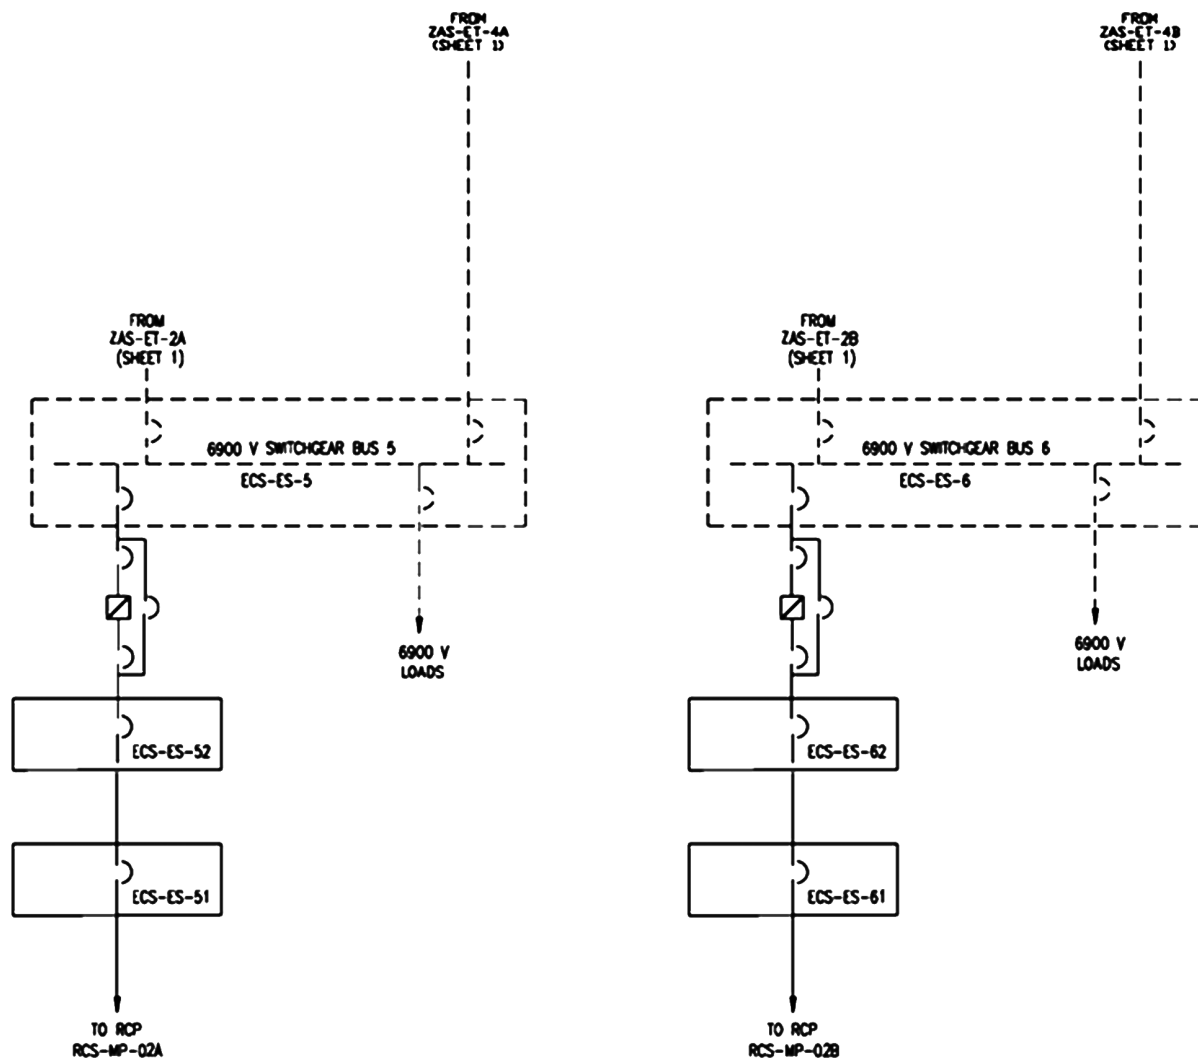 FROM
ZAS-ET-4A
(SHEET 1)
FROM
ZAS-ET-4B
(SHEET 1)
FROM
ZAS-ET-2A
(SHEET 1)
FROM
ZAS-ET-2B
(SHEET 1)
6900 V SWITCHGEAR BUS 5
ECS-ES-5
6900 V SWITCHGEAR BUS 6
ECS-ES-6
6900 V
LOADS
6900 V
LOADS
ECS-ES-52
ECS-ES-62
ECS-ES-51
ECS-ES-61
TO RCP
RCS-MP-02A
TO RCP
RCS-MP-02B